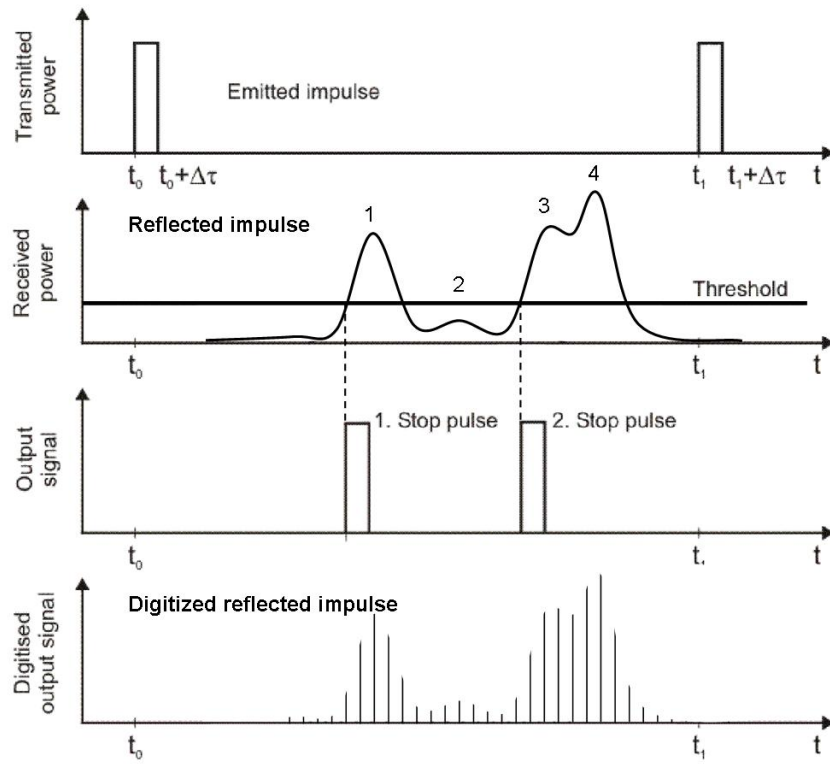 Transmitted
power
Emitted impulse
t₀ t₀+Δτ t₁ t₁+Δτ t
Received
power
Reflected impulse
1
2
3
4
Threshold
t₀ t₁ t
Output
signal
1. Stop pulse 2. Stop pulse
t₀ t, t
Digitised
output signal
Digitized reflected impulse
t₀ t₁ t